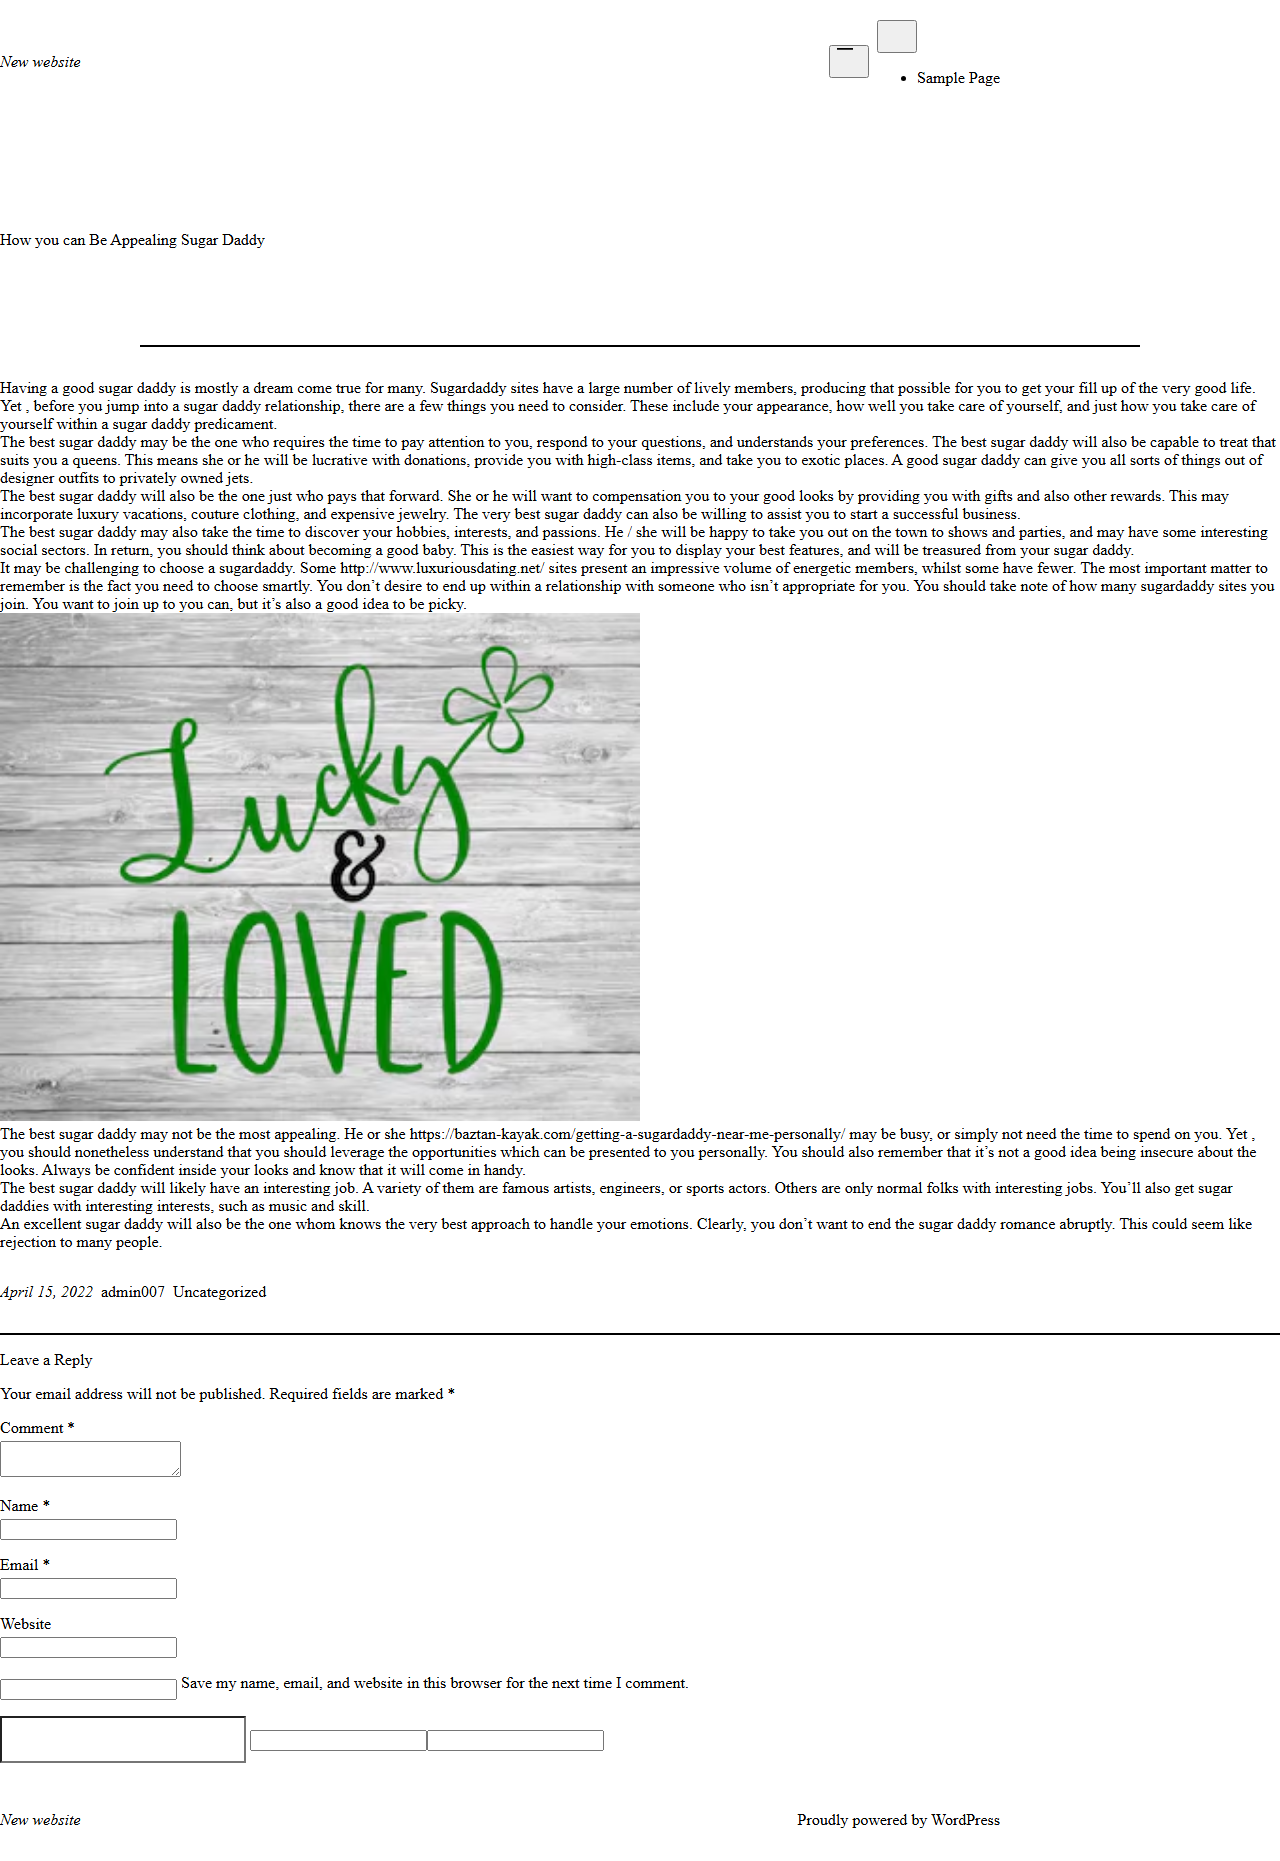 New website
Sample Page
How you can Be Appealing Sugar Daddy
Having a good sugar daddy is mostly a dream come true for many. Sugardaddy sites have a large number of lively members, producing that possible for you to get your fill up of the very good life.
Yet , before you jump into a sugar daddy relationship, there are a few things you need to consider. These include your appearance, how well you take care of yourself, and just how you take care of
yourself within a sugar daddy predicament.
The best sugar daddy may be the one who requires the time to pay attention to you, respond to your questions, and understands your preferences. The best sugar daddy will also be capable to treat that
suits you a queens. This means she or he will be lucrative with donations, provide you with high-class items, and take you to exotic places. A good sugar daddy can give you all sorts of things out of
designer outfits to privately owned jets.
The best sugar daddy will also be the one just who pays that forward. She or he will want to compensation you to your good looks by providing you with gifts and also other rewards. This may
incorporate luxury vacations, couture clothing, and expensive jewelry. The very best sugar daddy can also be willing to assist you to start a successful business.
The best sugar daddy may also take the time to discover your hobbies, interests, and passions. He / she will be happy to take you out on the town to shows and parties, and may have some interesting
social sectors. In return, you should think about becoming a good baby. This is the easiest way for you to display your best features, and will be treasured from your sugar daddy.
It may be challenging to choose a sugardaddy. Some http://www.luxuriousdating.net/ sites present an impressive volume of energetic members, whilst some have fewer. The most important matter to
remember is the fact you need to choose smartly. You don’t desire to end up within a relationship with someone who isn’t appropriate for you. You should take note of how many sugardaddy sites you
join. You want to join up to you can, but it’s also a good idea to be picky.
Lucky
&
LOVED
The best sugar daddy may not be the most appealing. He or she https://baztan-kayak.com/getting-a-sugardaddy-near-me-personally/ may be busy, or simply not need the time to spend on you. Yet ,
you should nonetheless understand that you should leverage the opportunities which can be presented to you personally. You should also remember that it’s not a good idea being insecure about the
looks. Always be confident inside your looks and know that it will come in handy.
The best sugar daddy will likely have an interesting job. A variety of them are famous artists, engineers, or sports actors. Others are only normal folks with interesting jobs. You’ll also get sugar
daddies with interesting interests, such as music and skill.
An excellent sugar daddy will also be the one whom knows the very best approach to handle your emotions. Clearly, you don’t want to end the sugar daddy romance abruptly. This could seem like
rejection to many people.
April 15, 2022 admin007 Uncategorized
Leave a Reply
Your email address will not be published. Required fields are marked *
Comment *
Name *
Email *
Website
Save my name, email, and website in this browser for the next time I comment.
New website
Proudly powered by WordPress